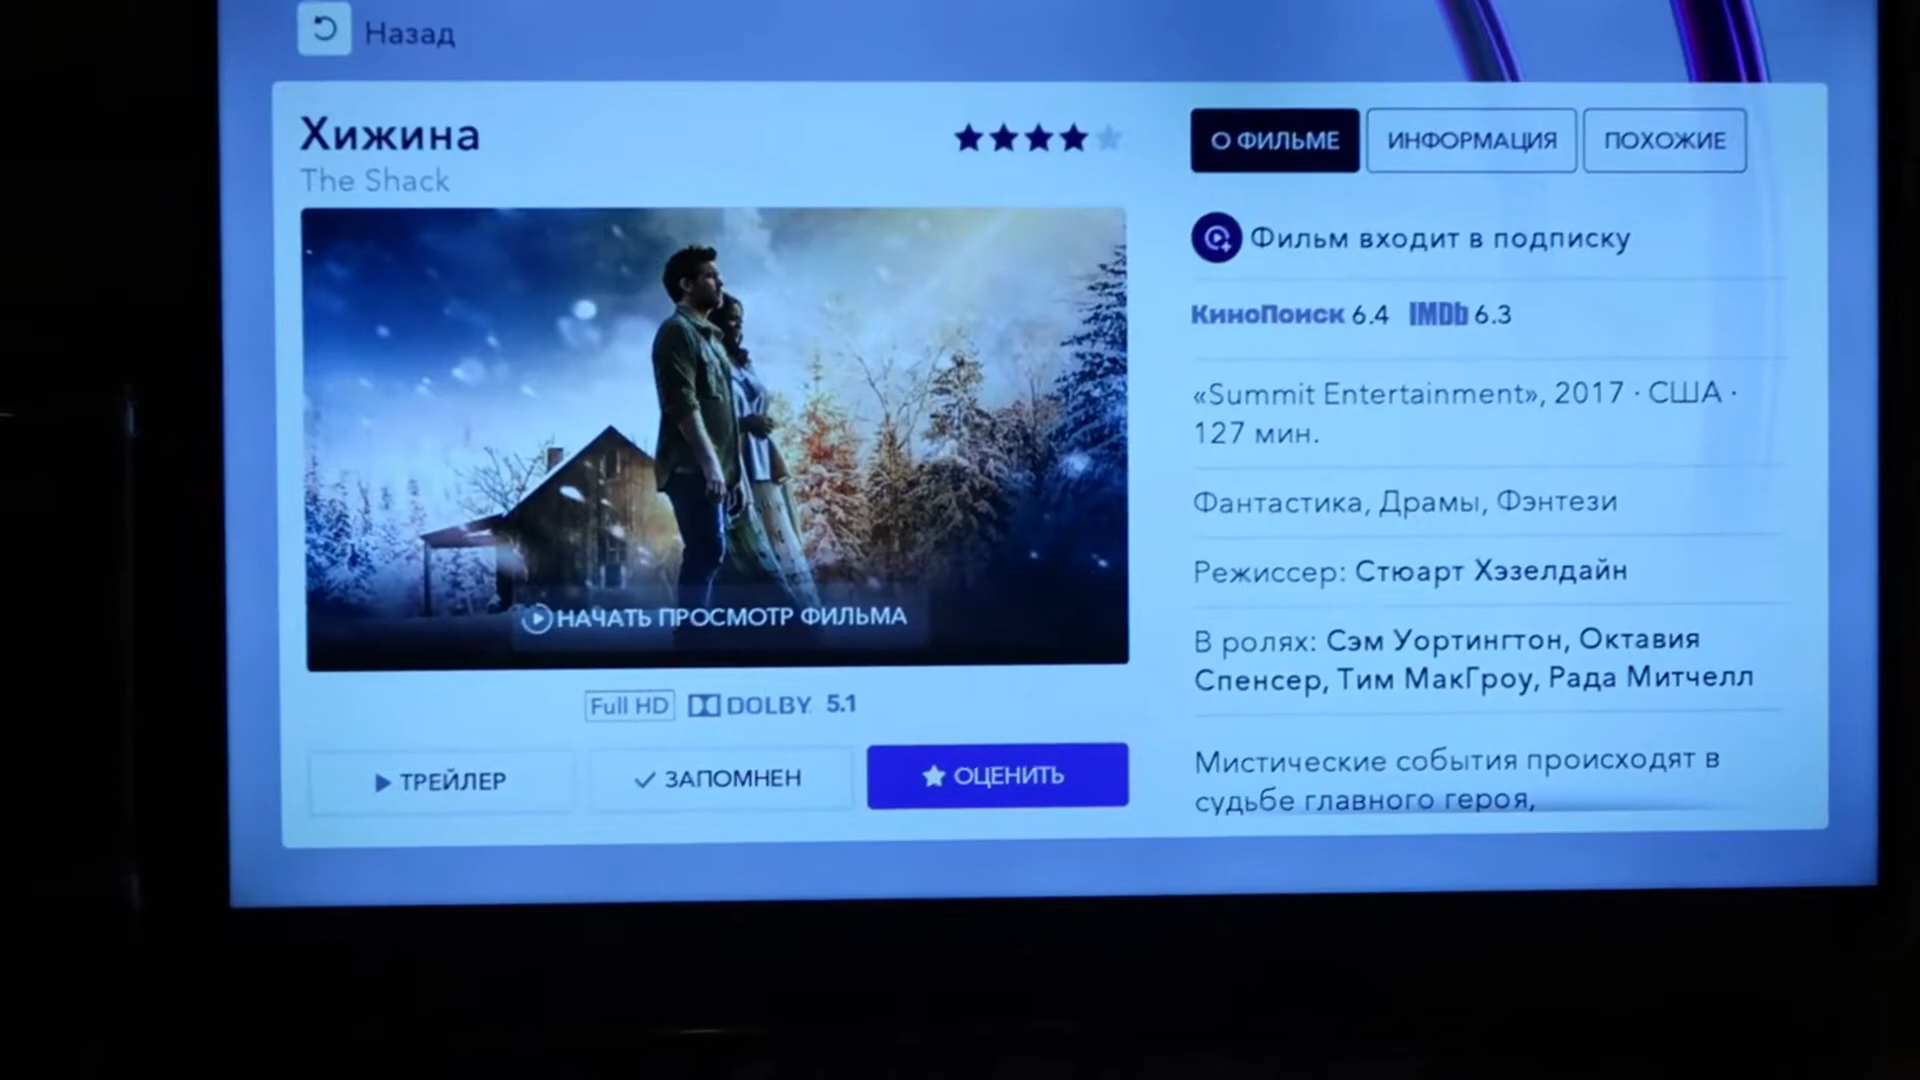 Назад
Хижина
The Shack
НАЧАТЬ ПРОСМОТР ФИЛЬМА
Full HD DOLBY 5.1
ТРЕЙЛЕР
ЗАПОМНЕН
ОЦЕНИТЬ
О ФИЛЬМЕ
ИНФОРМАЦИЯ
ПОХОЖИЕ
Фильм входит в подписку
КиноПоиск 6.4 IMDb 6.3
«Summit Entertainment», 2017 · США ·
127 мин.
Фантастика, Драмы, Фэнтези
Режиссер: Стюарт Хэзелдайн
В ролях: Сэм Уортингтон, Октавия
Спенсер, Тим МакГроу, Рада Митчелл
Мистические события происходят в
судьбе главного героя,